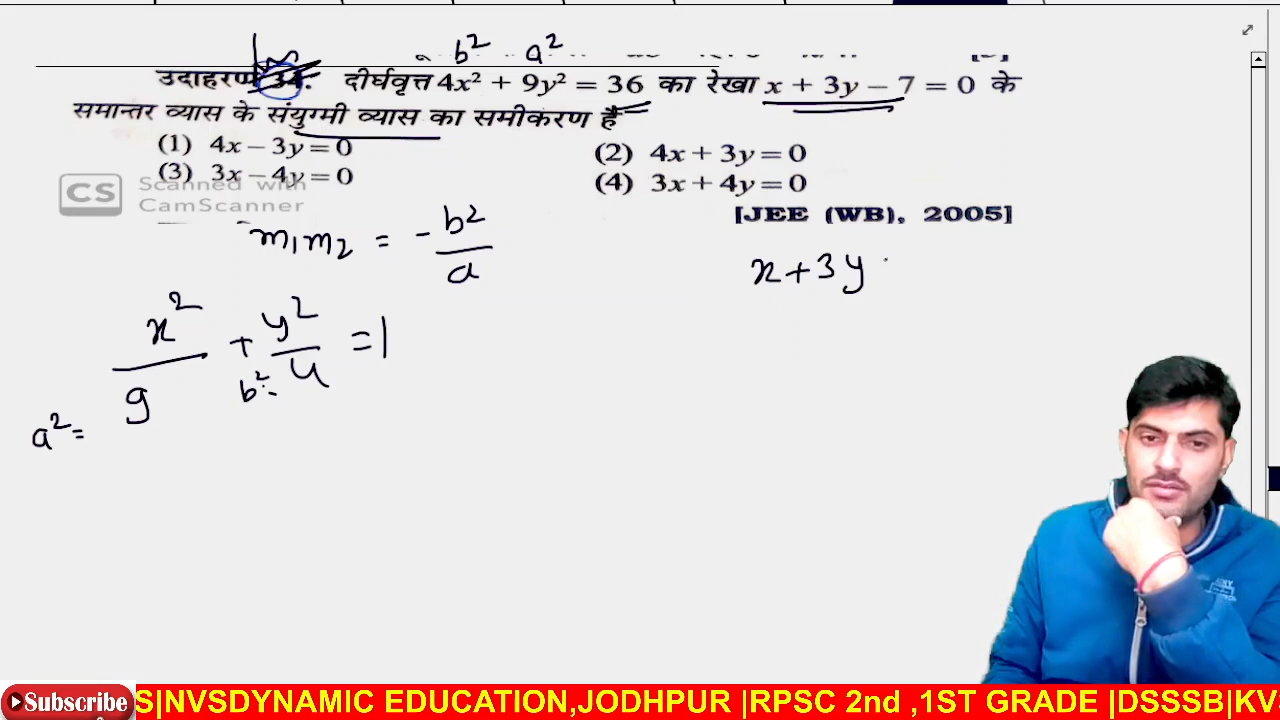 b² a²
उदाहरण 34. दीर्घवृत्त 4x² + 9y² = 36 का रेखा x + 3y − 7 = 0 के
समान्तर व्यास के संयुग्मी व्यास का समीकरण है
(1) 4x − 3y = 0 (2) 4x + 3y = 0
(3) 3x − 4y = 0 (4) 3x + 4y = 0
CS Scanned with
CamScanner
[JEE (WB), 2005]
m₁m₂ = - b²/a
x + 3y
x²/9 + y²/4 = 1
a² = b² =
Subscribe S|NVSDYNAMIC EDUCATION,JODHPUR |RPSC 2nd ,1ST GRADE |DSSSB|KV